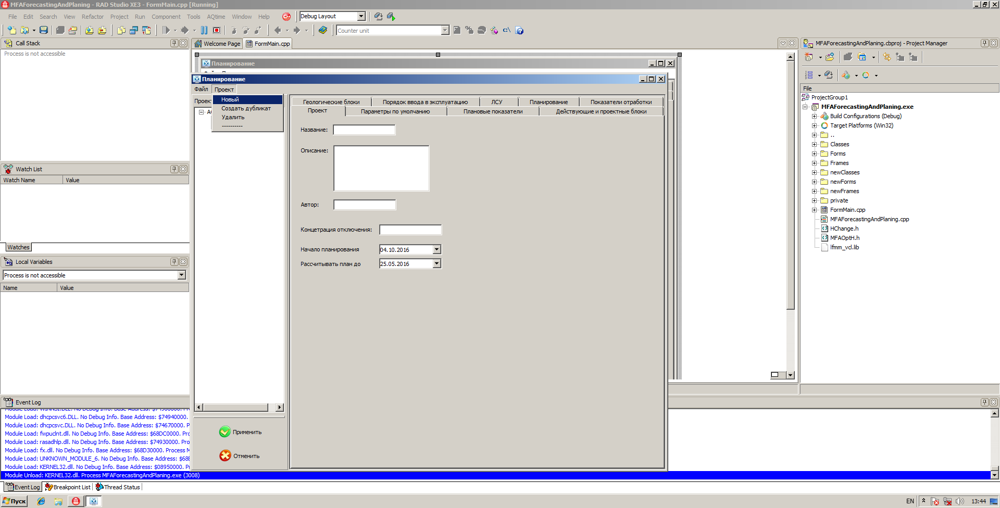 MFAForecastingAndPlaning - RAD Studio XE3 - FormMain.cpp [Running]
File Edit Search View Refactor Project Run Component Tools AQtime Window Help
Debug Layout
Counter unit
Call Stack
Process is not accessible
Welcome Page FormMain.cpp
Планирование
Планирование
Файл Проект
Новый
Создать дубликат
Удалить
----------
Геологические блоки Порядок ввода в эксплуатацию ЛСУ Планирование Показатели отработки
Проект Параметры по умолчанию Плановые показатели Действующие и проектные блоки
Название:
Описание:
Автор:
Концетрация отключения:
Начало планирования 04.10.2016
Рассчитывать план до 25.05.2016
Применить
Отменить
Watch List
Watch Name Value
Watches
Local Variables
Process is not accessible
Name Value
MFAForecastingAndPlaning.cbproj - Project Manager
File
ProjectGroup1
MFAForecastingAndPlaning.exe
Build Configurations (Debug)
Target Platforms (Win32)
..
Classes
Forms
Frames
newClasses
newForms
newFrames
private
FormMain.cpp
MFAForecastingAndPlaning.cpp
HChange.h
MFAOptH.h
lfmm_vcl.lib
Event Log
Module Load: dhcpcsvc6.DLL. No Debug Info. Base Address: $74940000.
Module Load: dhcpcsvc.DLL. No Debug Info. Base Address: $74670000. P
Module Load: fwpuclnt.dll. No Debug Info. Base Address: $68DC0000. Prc
Module Load: rasadhlp.dll. No Debug Info. Base Address: $74930000. Pro
Module Load: fx.dll. No Debug Info. Base Address: $68D30000. Process M
Module Load: UNKNOWN_MODULE_6. No Debug Info. Base Address: $68
Module Load: KERNEL32.dll. No Debug Info. Base Address: $08950000. P
Module Unload: KERNEL32.dll. Process MFAForecastingAndPlaning.exe (3008)
Event Log Breakpoint List Thread Status
Пуск
EN
13:44